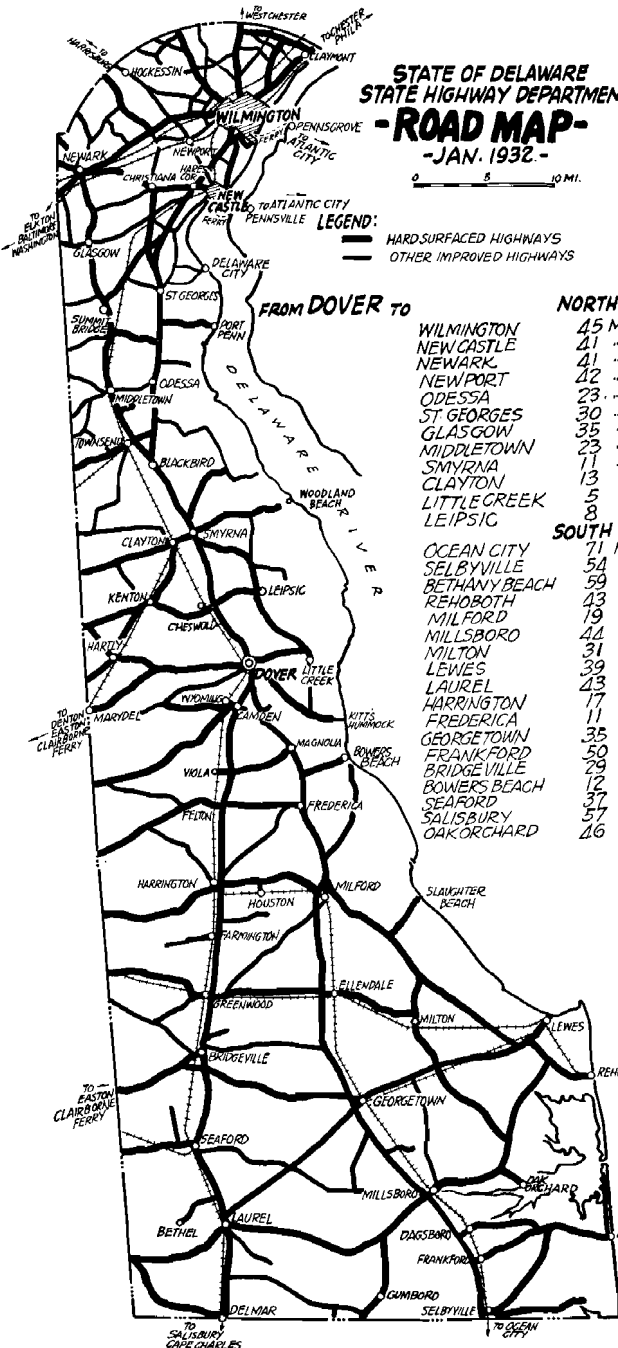 TO WESTCHESTER
TO CHESTER PHILA.
TO HARRISBURG
CLAYMONT
HOCKESSIN
STATE OF DELAWARE
STATE HIGHWAY DEPARTMEN
-ROAD MAP-
-JAN. 1932-
0 5 10 MI.
WILMINGTON
FERRY
PENNSGROVE
TO ATLANTIC CITY
NEWPORT
NEWARK
CHRISTIANA
HARES COR.
NEW CASTLE
FERRY
TO ATLANTIC CITY
PENNSVILLE
TO ELKTON
BALTIMORE
WASHINGTON
GLASGOW
LEGEND:
HARDSURFACED HIGHWAYS
OTHER IMPROVED HIGHWAYS
DELAWARE CITY
ST GEORGES
SUMMIT BRIDGE
PORT PENN
FROM DOVER TO
NORTH
WILMINGTON 45 M
NEW CASTLE 41 "
NEWARK 41 "
NEWPORT 42 "
ODESSA 23 "
ST. GEORGES 30 "
GLASGOW 35 "
MIDDLETOWN 23 "
SMYRNA 11 "
CLAYTON 13
LITTLE CREEK 5
LEIPSIC 8
SOUTH
OCEAN CITY 71
SELBYVILLE 54
BETHANY BEACH 59
REHOBOTH 43
MILFORD 19
MILLSBORO 44
MILTON 31
LEWES 39
LAUREL 43
HARRINGTON 17
FREDERICA 11
GEORGETOWN 35
FRANKFORD 50
BRIDGEVILLE 29
BOWERS BEACH 12
SEAFORD 37
SALISBURY 57
OAK ORCHARD 46
ODESSA
MIDDLETOWN
DELAWARE RIVER
TOWNSEND
BLACKBIRD
WOODLAND BEACH
SMYRNA
CLAYTON
KENTON
LEIPSIC
CHESWOLD
HARTLY
DOVER
LITTLE CREEK
WYOMING
CAMDEN
TO DENTON
EASTON
CLAIRBORNE
FERRY
MARYDEL
KITTS HUMMOCK
MAGNOLIA
BOWERS BEACH
VIOLA
FELTON
FREDERICA
HARRINGTON
HOUSTON
MILFORD
SLAUGHTER BEACH
FARMINGTON
ELLENDALE
GREENWOOD
MILTON
LEWES
BRIDGEVILLE
REH
TO EASTON
CLAIRBORNE
FERRY
GEORGETOWN
SEAFORD
MILLSBORO
OAK ORCHARD
BETHEL
LAUREL
DAGSBORO
FRANKFORD
GUMBORO
DELMAR
SELBYVILLE
TO SALISBURY
CAPE CHARLES
TO OCEAN CITY